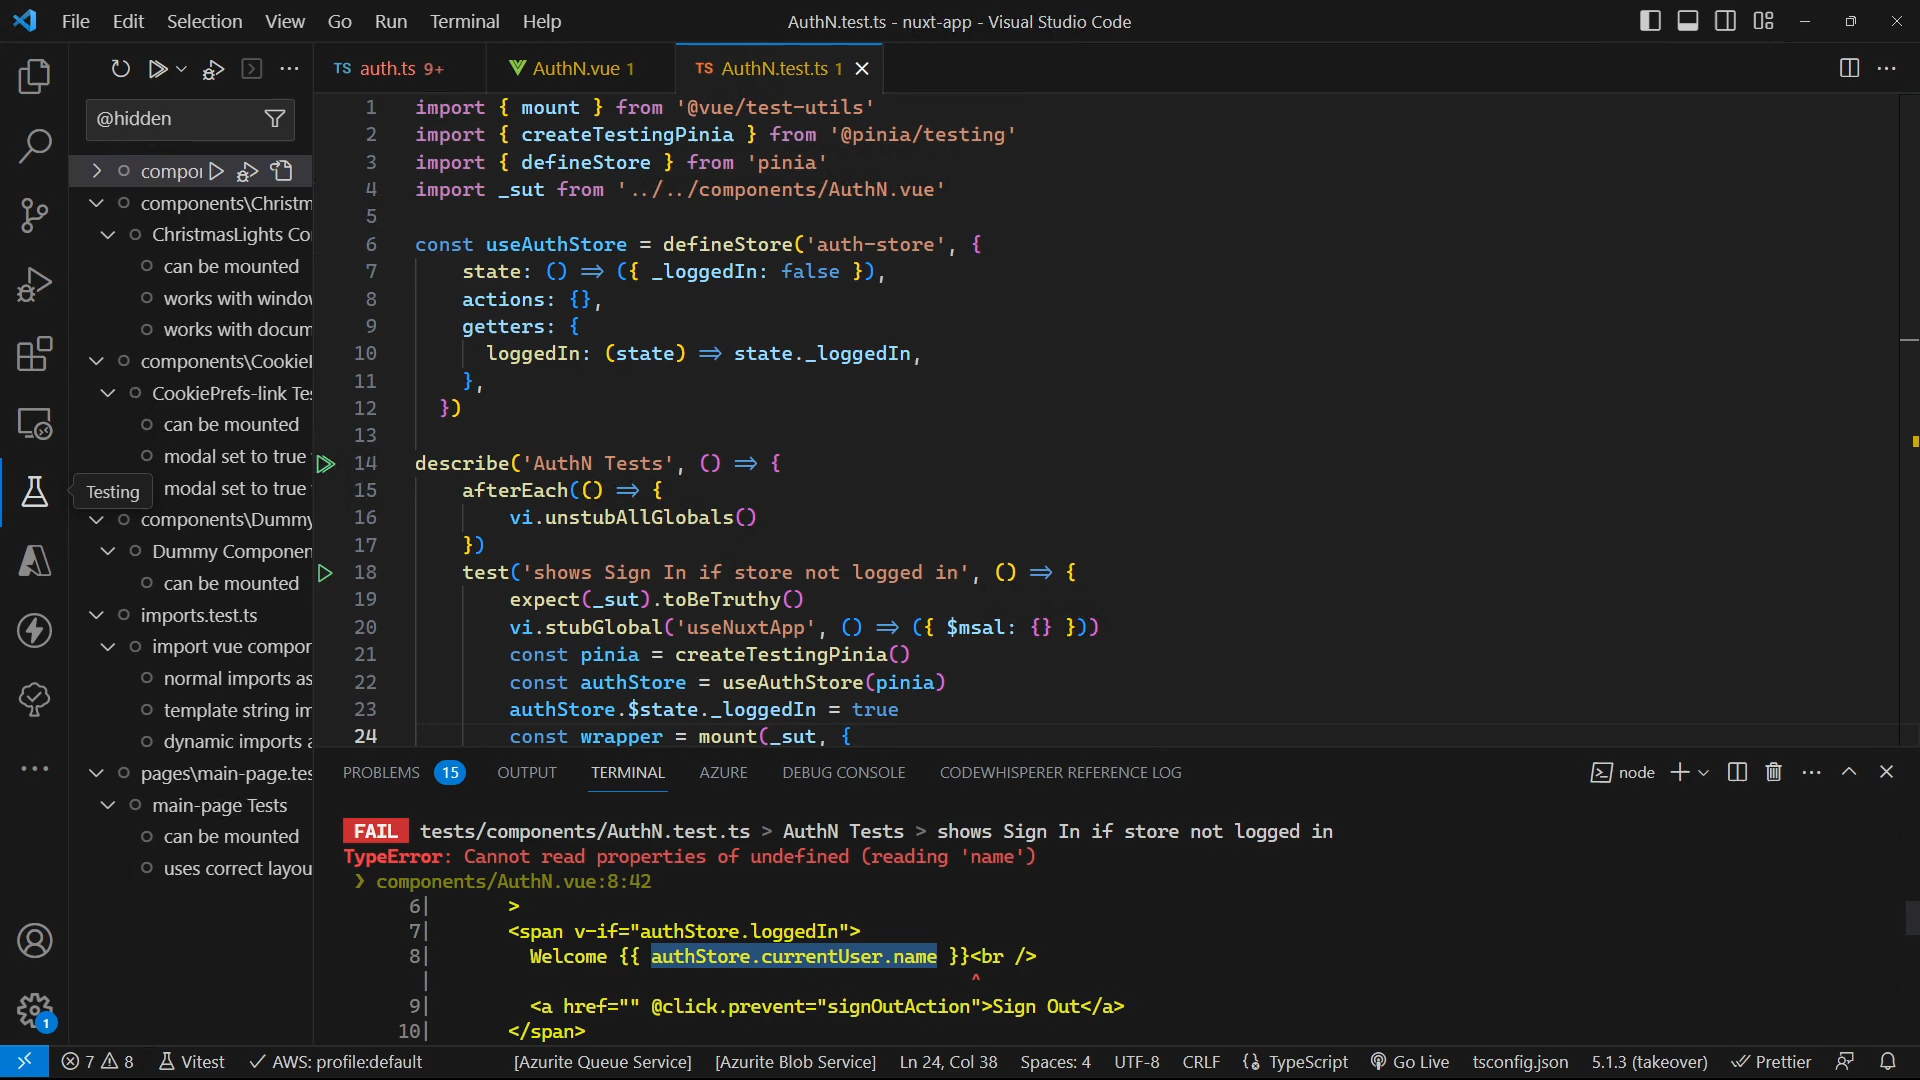 File Edit Selection View Go Run Terminal Help
AuthN.test.ts - nuxt-app - Visual Studio Code
TS auth.ts 9+
AuthN.vue 1
TS AuthN.test.ts 1
@hidden
compo
components\Christm
ChristmasLights Co
can be mounted
works with window
works with docum
components\Cookie
CookiePrefs-link Te
can be mounted
modal set to true
Testing
modal set to true
components\Dummy
Dummy Componen
can be mounted
imports.test.ts
import vue compor
normal imports as
template string im
dynamic imports a
pages\main-page.tes
main-page Tests
can be mounted
uses correct layou
1 import { mount } from '@vue/test-utils'
2 import { createTestingPinia } from '@pinia/testing'
3 import { defineStore } from 'pinia'
4 import _sut from '../../components/AuthN.vue'
5
6 const useAuthStore = defineStore('auth-store', {
7 state: () => ({ _loggedIn: false }),
8 actions: {},
9 getters: {
10 loggedIn: (state) => state._loggedIn,
11 },
12 })
13
14 describe('AuthN Tests', () => {
15 afterEach(() => {
16 vi.unstubAllGlobals()
17 })
18 test('shows Sign In if store not logged in', () => {
19 expect(_sut).toBeTruthy()
20 vi.stubGlobal('useNuxtApp', () => ({ $msal: {} }))
21 const pinia = createTestingPinia()
22 const authStore = useAuthStore(pinia)
23 authStore.$state._loggedIn = true
24 const wrapper = mount(_sut, {
PROBLEMS 15 OUTPUT TERMINAL AZURE DEBUG CONSOLE CODEWHISPERER REFERENCE LOG
node
FAIL tests/components/AuthN.test.ts > AuthN Tests > shows Sign In if store not logged in
TypeError: Cannot read properties of undefined (reading 'name')
❯ components/AuthN.vue:8:42
6| >
7| <span v-if="authStore.loggedIn">
8| Welcome {{ authStore.currentUser.name }}<br />
| ^
9| <a href="" @click.prevent="signOutAction">Sign Out</a>
10| </span>
1
7 8 Vitest AWS: profile:default [Azurite Queue Service] [Azurite Blob Service] Ln 24, Col 38 Spaces: 4 UTF-8 CRLF TypeScript Go Live tsconfig.json 5.1.3 (takeover) Prettier